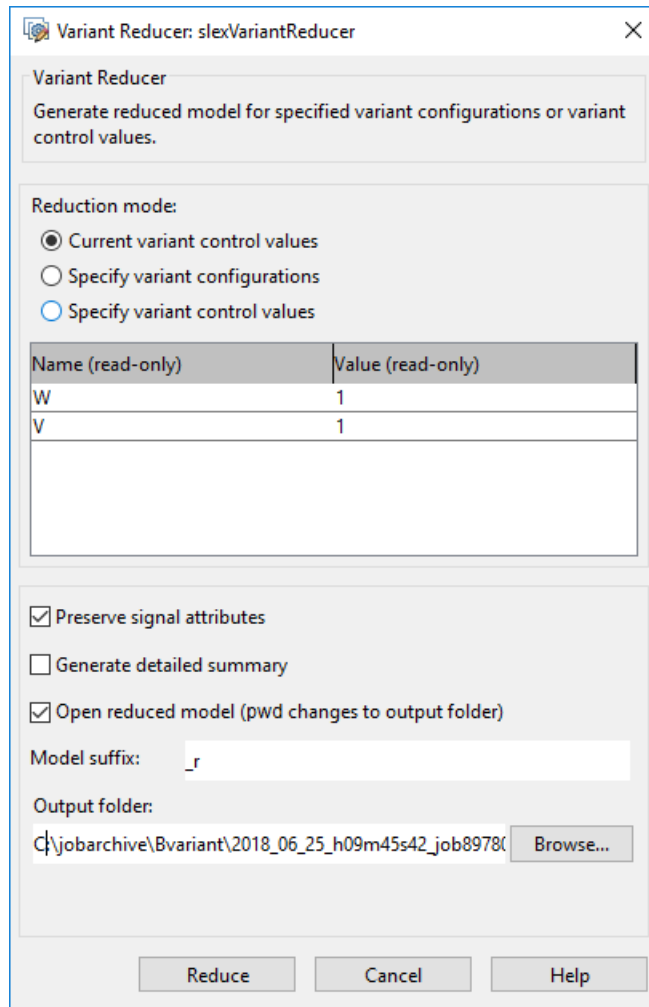 Variant Reducer: slexVariantReducer
Variant Reducer
Generate reduced model for specified variant configurations or variant
control values.
Reduction mode:
Current variant control values
Specify variant configurations
Specify variant control values
Name (read-only) Value (read-only)
W 1
V 1
Preserve signal attributes
Generate detailed summary
Open reduced model (pwd changes to output folder)
Model suffix: _r
Output folder:
C:\jobarchive\Bvariant\2018_06_25_h09m45s42_job89780 Browse...
Reduce Cancel Help